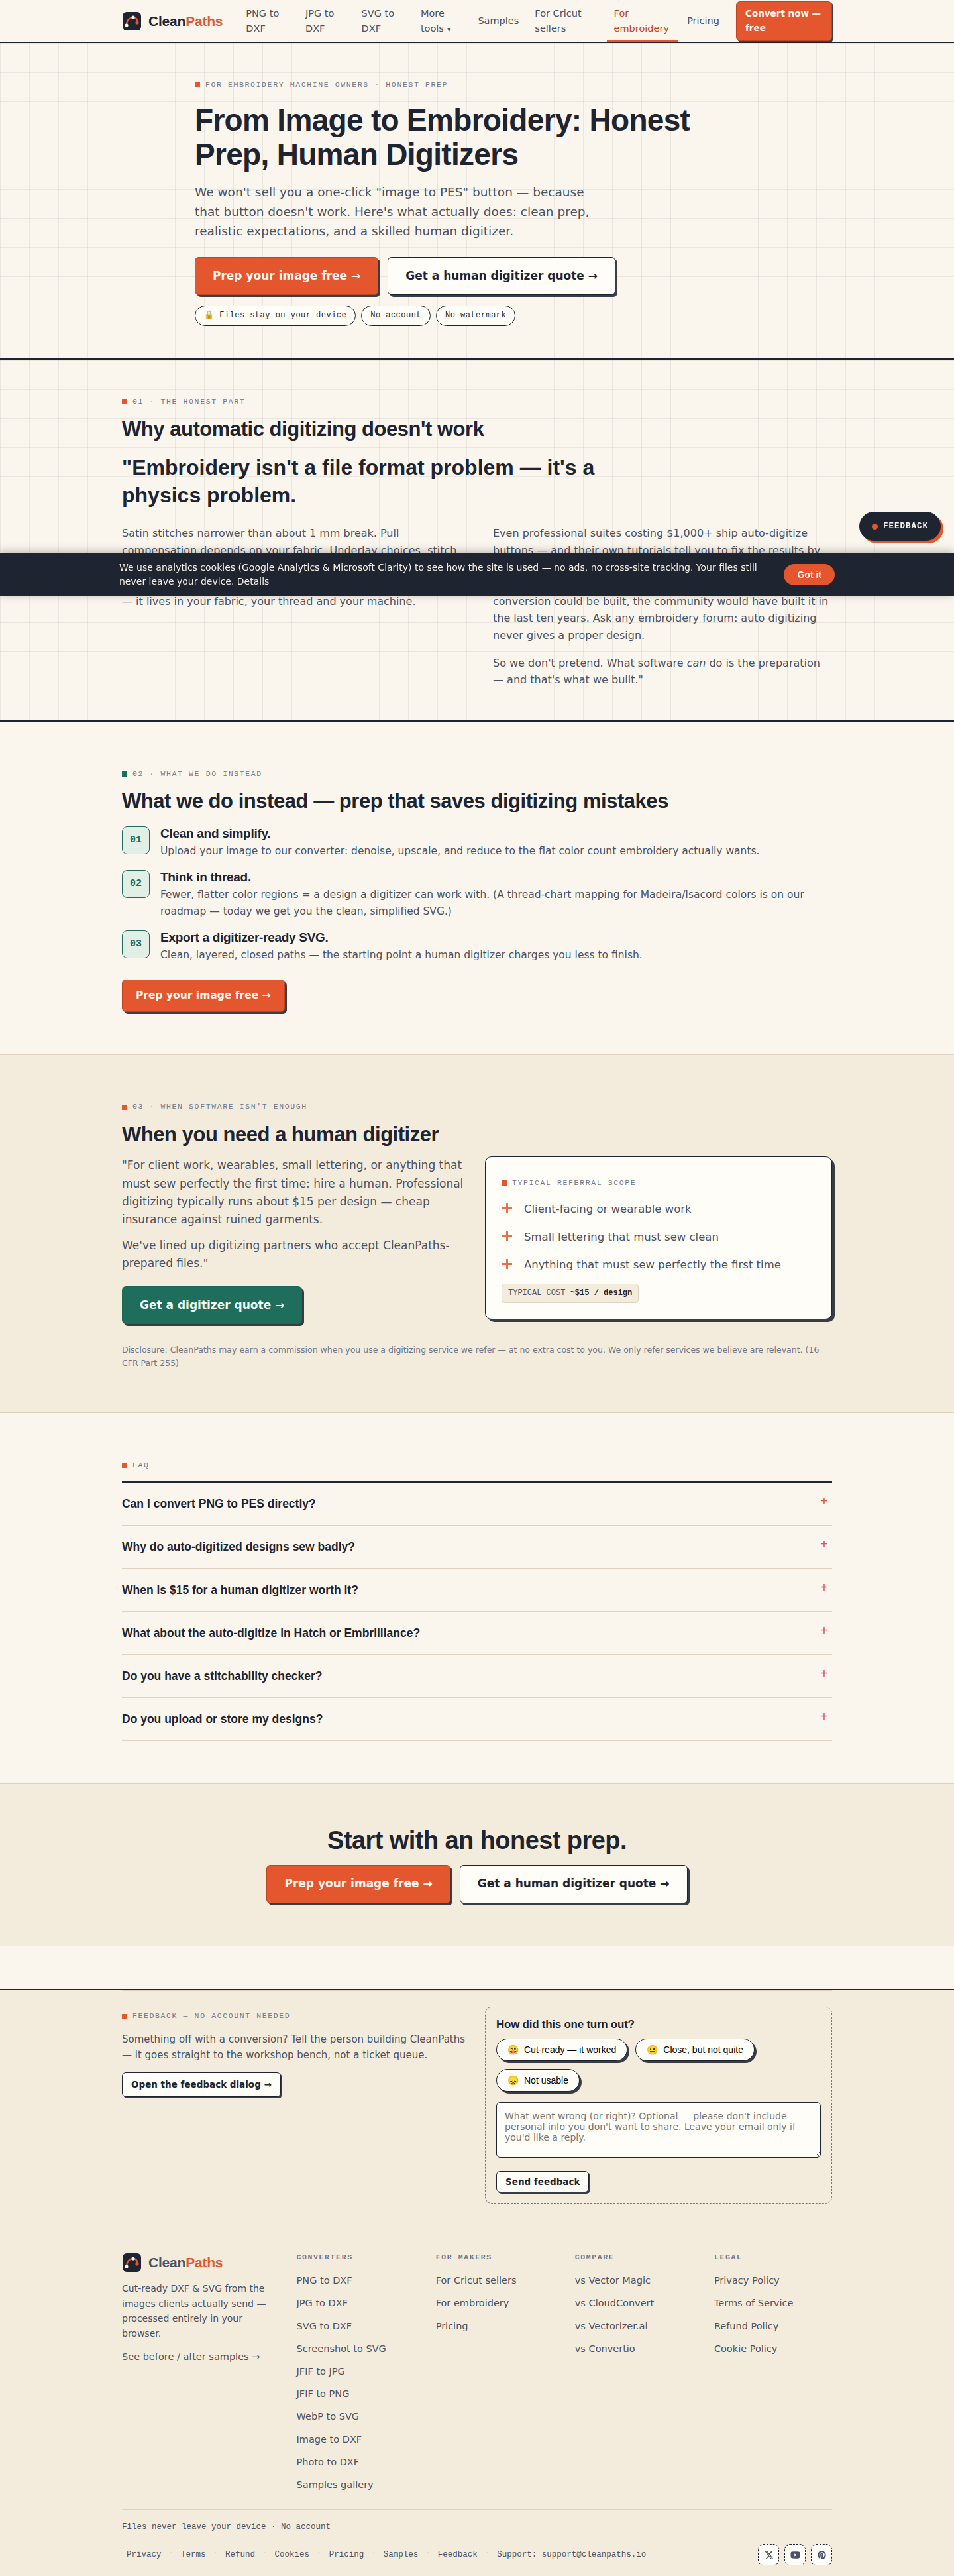 CleanPaths
PNG to DXF
JPG to DXF
SVG to DXF
More tools ▾
Samples
For Cricut sellers
For embroidery
Pricing
Convert now — free
FOR EMBROIDERY MACHINE OWNERS · HONEST PREP
From Image to Embroidery: Honest
Prep, Human Digitizers
We won't sell you a one-click "image to PES" button — because
that button doesn't work. Here's what actually does: clean prep,
realistic expectations, and a skilled human digitizer.
Prep your image free →
Get a human digitizer quote →
🔒 Files stay on your device
No account
No watermark
01 · THE HONEST PART
Why automatic digitizing doesn't work
"Embroidery isn't a file format problem — it's a
physics problem.
Satin stitches narrower than about 1 mm break. Pull
compensation depends on your fabric. Underlay choices, stitch
— it lives in your fabric, your thread and your machine.
Even professional suites costing $1,000+ ship auto-digitize
buttons — and their own tutorials tell you to fix the results by
conversion could be built, the community would have built it in
the last ten years. Ask any embroidery forum: auto digitizing
never gives a proper design.
So we don't pretend. What software can do is the preparation
— and that's what we built."
FEEDBACK
We use analytics cookies (Google Analytics & Microsoft Clarity) to see how the site is used — no ads, no cross-site tracking. Your files still
never leave your device. Details
Got it
02 · WHAT WE DO INSTEAD
What we do instead — prep that saves digitizing mistakes
01
Clean and simplify.
Upload your image to our converter: denoise, upscale, and reduce to the flat color count embroidery actually wants.
02
Think in thread.
Fewer, flatter color regions = a design a digitizer can work with. (A thread-chart mapping for Madeira/Isacord colors is on our
roadmap — today we get you the clean, simplified SVG.)
03
Export a digitizer-ready SVG.
Clean, layered, closed paths — the starting point a human digitizer charges you less to finish.
Prep your image free →
03 · WHEN SOFTWARE ISN'T ENOUGH
When you need a human digitizer
"For client work, wearables, small lettering, or anything that
must sew perfectly the first time: hire a human. Professional
digitizing typically runs about $15 per design — cheap
insurance against ruined garments.
We've lined up digitizing partners who accept CleanPaths-
prepared files."
Get a digitizer quote →
TYPICAL REFERRAL SCOPE
Client-facing or wearable work
Small lettering that must sew clean
Anything that must sew perfectly the first time
TYPICAL COST ~$15 / design
Disclosure: CleanPaths may earn a commission when you use a digitizing service we refer — at no extra cost to you. We only refer services we believe are relevant. (16
CFR Part 255)
FAQ
Can I convert PNG to PES directly? +
Why do auto-digitized designs sew badly? +
When is $15 for a human digitizer worth it? +
What about the auto-digitize in Hatch or Embrilliance? +
Do you have a stitchability checker? +
Do you upload or store my designs? +
Start with an honest prep.
Prep your image free →
Get a human digitizer quote →
FEEDBACK — NO ACCOUNT NEEDED
Something off with a conversion? Tell the person building CleanPaths
— it goes straight to the workshop bench, not a ticket queue.
Open the feedback dialog →
How did this one turn out?
😄 Cut-ready — it worked
😐 Close, but not quite
😞 Not usable
What went wrong (or right)? Optional — please don't include
personal info you don't want to share. Leave your email only if
you'd like a reply.
Send feedback
CleanPaths
Cut-ready DXF & SVG from the
images clients actually send —
processed entirely in your
browser.
See before / after samples →
CONVERTERS
PNG to DXF
JPG to DXF
SVG to DXF
Screenshot to SVG
JFIF to JPG
JFIF to PNG
WebP to SVG
Image to DXF
Photo to DXF
Samples gallery
FOR MAKERS
For Cricut sellers
For embroidery
Pricing
COMPARE
vs Vector Magic
vs CloudConvert
vs Vectorizer.ai
vs Convertio
LEGAL
Privacy Policy
Terms of Service
Refund Policy
Cookie Policy
Files never leave your device · No account
Privacy · Terms · Refund · Cookies · Pricing · Samples · Feedback · Support: support@cleanpaths.io